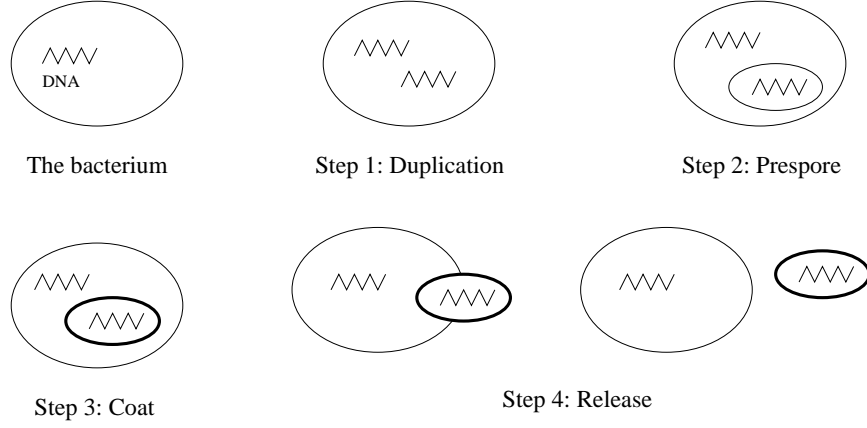 DNA
The bacterium
Step 1: Duplication
Step 2: Prespore
Step 3: Coat
Step 4: Release